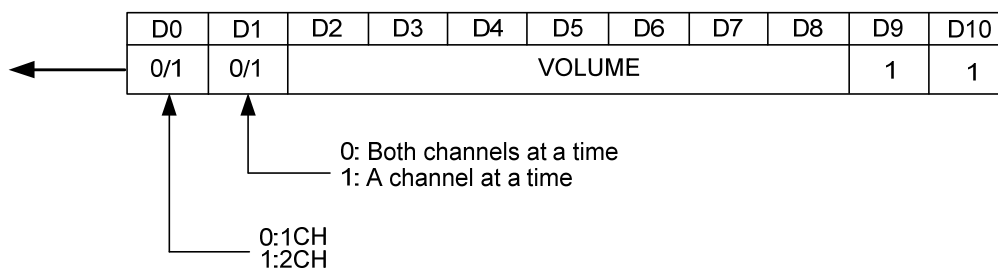 D0 D1 D2 D3 D4 D5 D6 D7 D8 D9 D10
0/1 0/1 VOLUME 1 1
0: Both channels at a time
1: A channel at a time
0:1CH
1:2CH